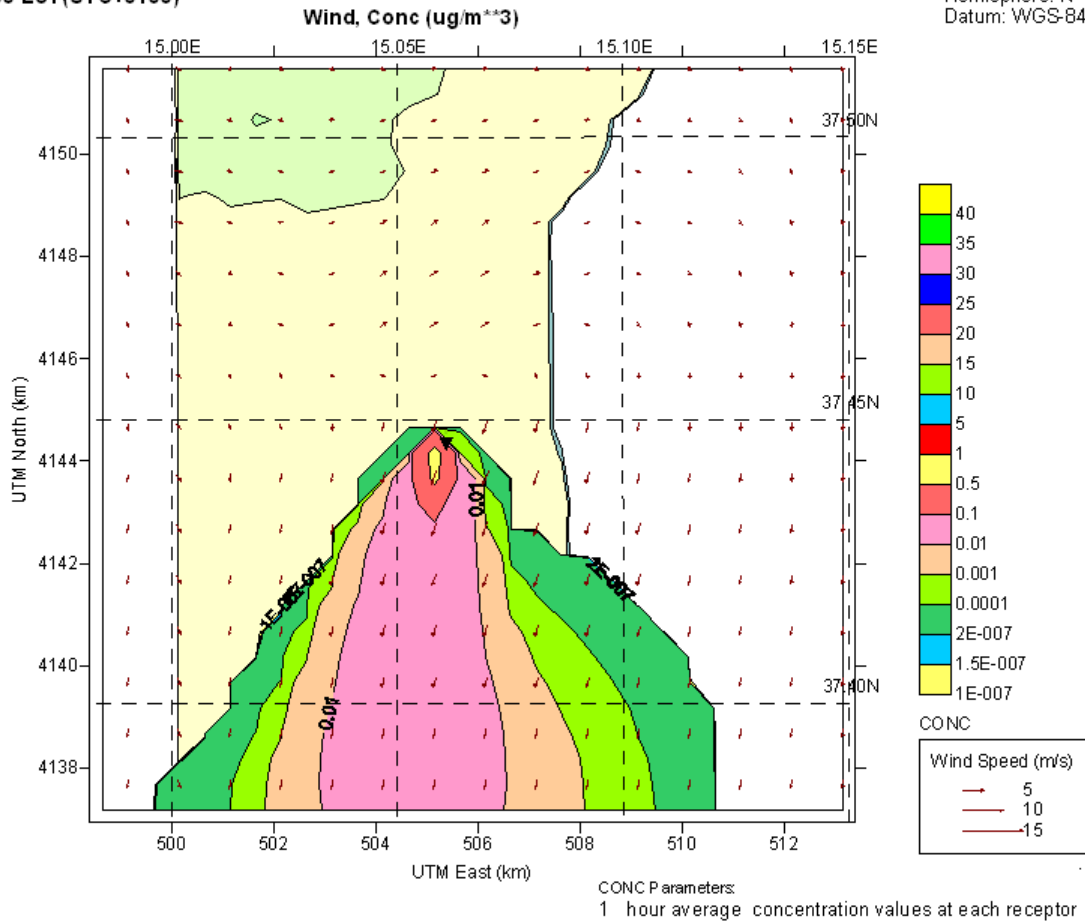 Wind, Conc (ug/m**3)
Datum: WGS-84
15.00E 15.05E 15.10E 15.15E
37.50N
4150
4148
4146
37.45N
4144
4142
4140
37.40N
4138
UTM North (km)
0.01
0.01
2E-007
500 502 504 506 508 510 512
UTM East (km)
40
35
30
25
20
15
10
5
1
0.5
0.1
0.01
0.001
0.0001
2E-007
1.5E-007
1E-007
CONC
Wind Speed (m/s)
5
10
15
CONC Parameters:
1 hour average concentration values at each receptor